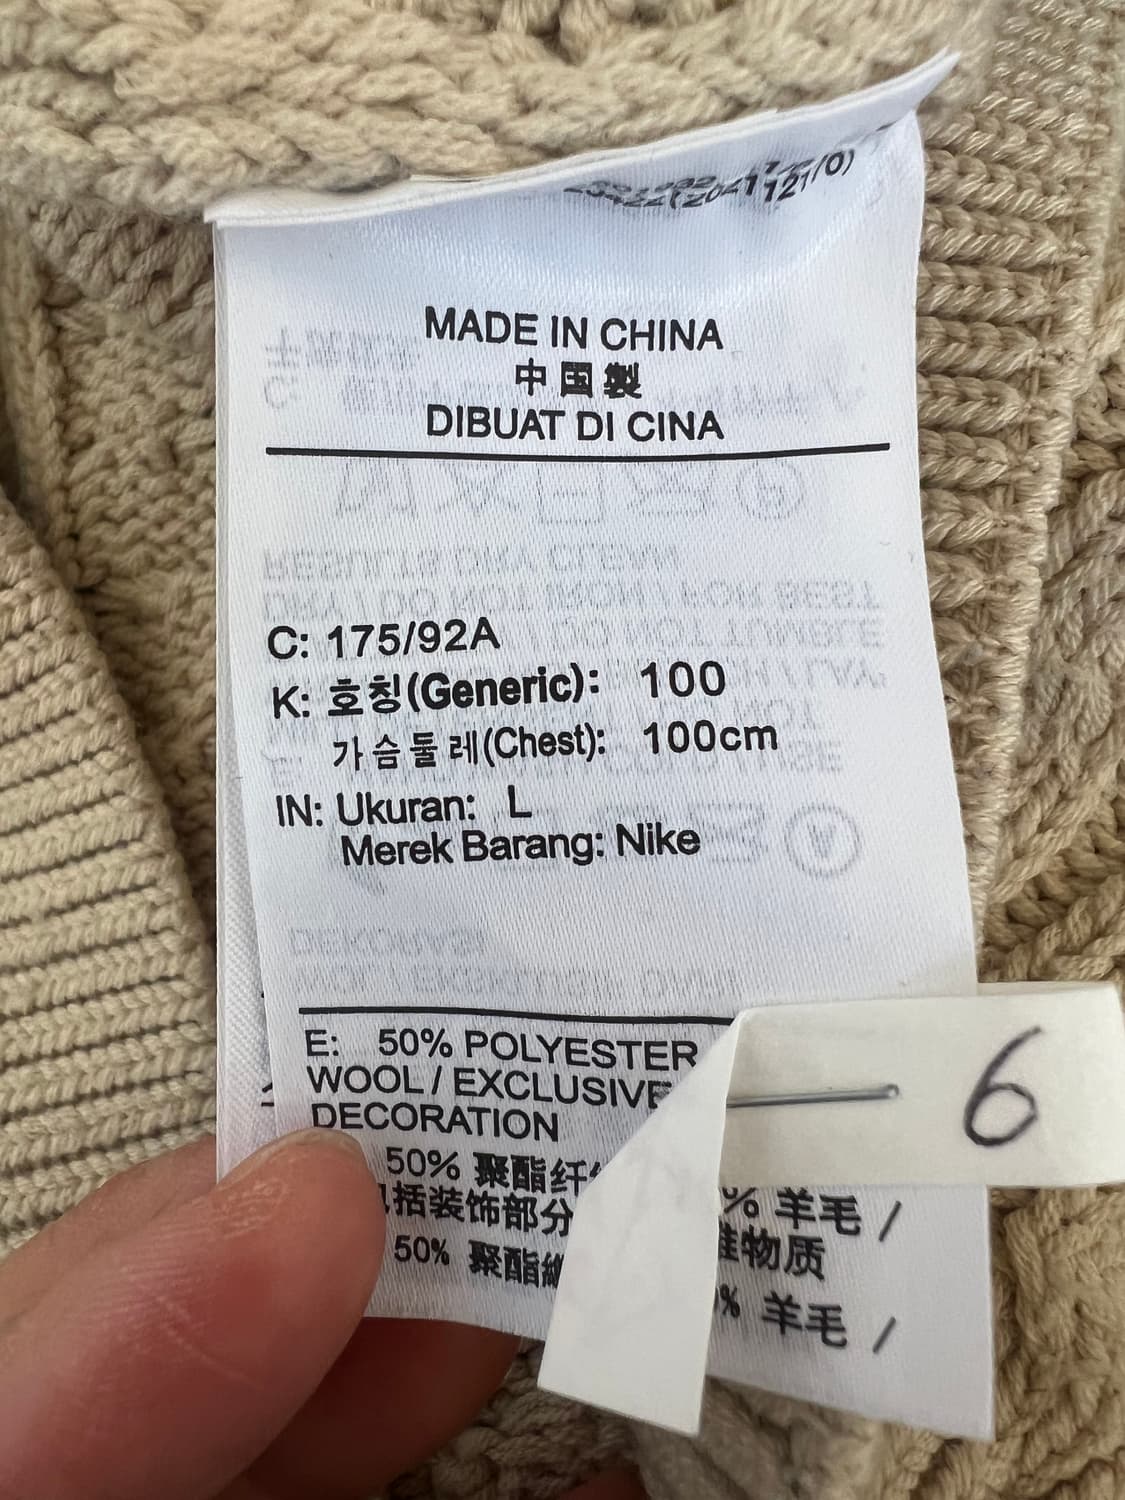 MADE IN CHINA
中国製
DIBUAT DI CINA
C: 175/92A
K: 호칭(Generic): 100
가슴둘레(Chest): 100cm
IN: Ukuran: L
Merek Barang: Nike
E: 50% POLYESTER
WOOL / EXCLUSIVE
DECORATION
6
50% 聚酯纤 % 羊毛 /
括装饰部分 物质
50% 聚酯 % 羊毛 /